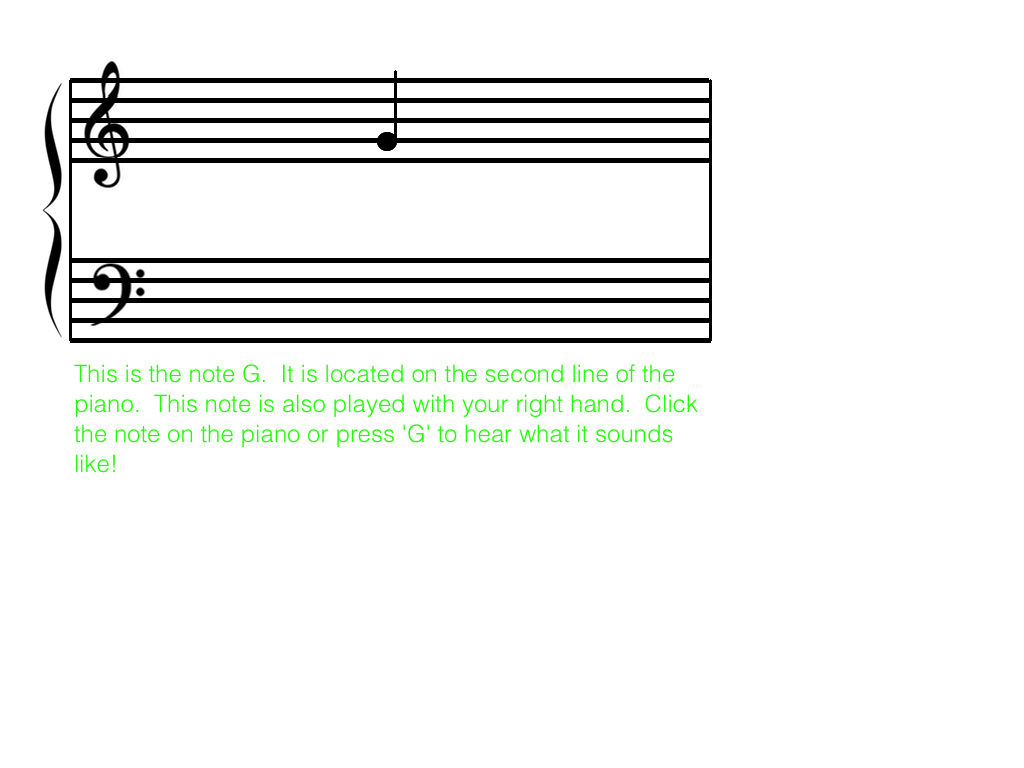 This is the note G.  It is located on the second line of the
piano.  This note is also played with your right hand.  Click
the note on the piano or press 'G' to hear what it sounds
like!